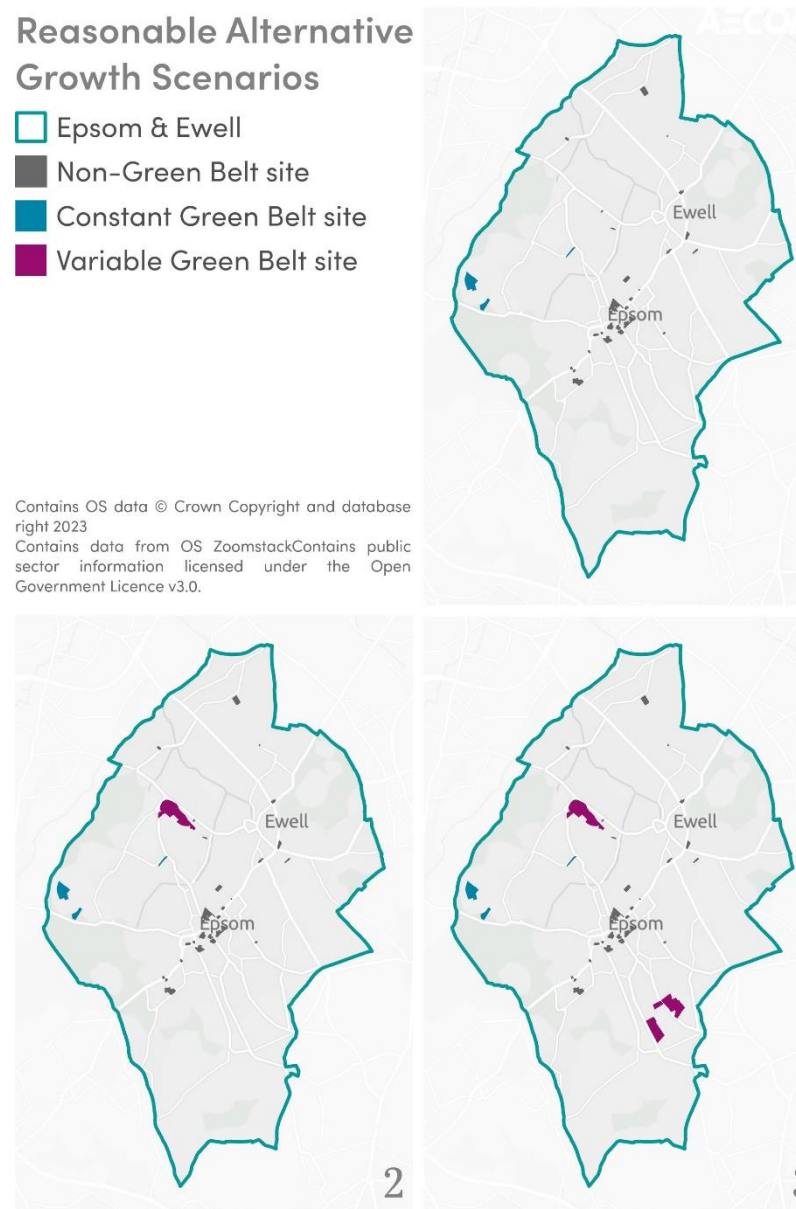 Reasonable Alternative
Growth Scenarios
Epsom & Ewell
Non-Green Belt site
Constant Green Belt site
Variable Green Belt site
Contains OS data © Crown Copyright and database
right 2023
Contains data from OS ZoomstackContains public
sector information licensed under the Open
Government Licence v3.0.
Ewell
Epsom
Ewell
Epsom
2
Ewell
Epsom